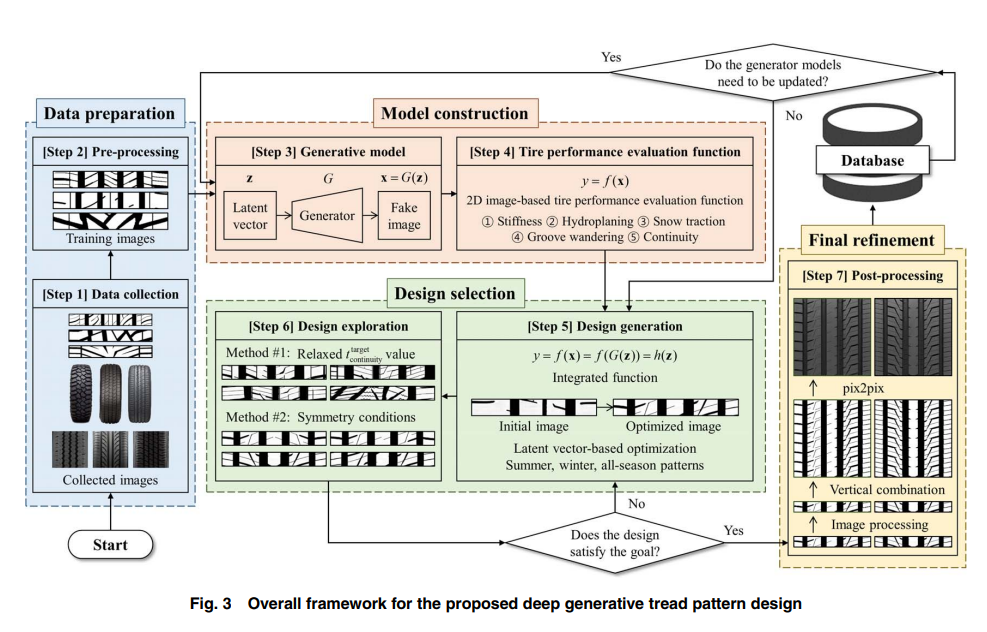 Yes
Do the generator models
need to be updated?
No
Data preparation
Model construction
Database
[Step 2] Pre-processing
Training images
[Step 3] Generative model
z
G
x = G(z)
Latent
vector
Generator
Fake
image
[Step 4] Tire performance evaluation function
y = f(x)
2D image-based tire performance evaluation function
① Stiffness ② Hydroplaning ③ Snow traction
④ Groove wandering ⑤ Continuity
[Step 1] Data collection
Collected images
Start
Design selection
[Step 6] Design exploration
Method #1: Relaxed t^target_continuity value
Method #2: Symmetry conditions
[Step 5] Design generation
y = f(x) = f(G(z)) = h(z)
Integrated function
Initial image
Optimized image
Latent vector-based optimization
Summer, winter, all-season patterns
No
Does the design
satisfy the goal?
Yes
Final refinement
[Step 7] Post-processing
pix2pix
Vertical combination
Image processing
Fig. 3 Overall framework for the proposed deep generative tread pattern design